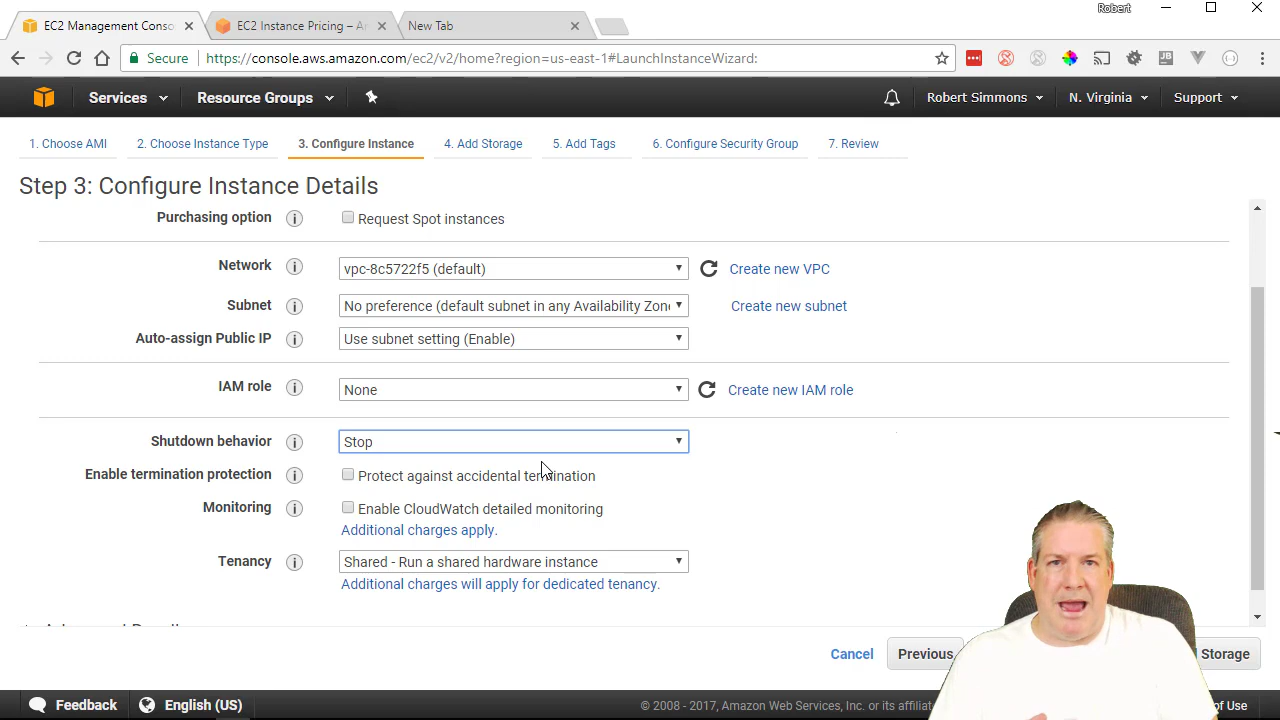 Robert
EC2 Management Conso
EC2 Instance Pricing – A
New Tab
Secure
https://console.aws.amazon.com/ec2/v2/home?region=us-east-1#LaunchInstanceWizard:
JB
Services
Resource Groups
Robert Simmons
N. Virginia
Support
1. Choose AMI
2. Choose Instance Type
3. Configure Instance
4. Add Storage
5. Add Tags
6. Configure Security Group
7. Review
Step 3: Configure Instance Details
Purchasing option
Request Spot instances
Network
vpc-8c5722f5 (default)
Create new VPC
Subnet
No preference (default subnet in any Availability Zone
Create new subnet
Auto-assign Public IP
Use subnet setting (Enable)
IAM role
None
Create new IAM role
Shutdown behavior
Stop
Enable termination protection
Protect against accidental termination
Monitoring
Enable CloudWatch detailed monitoring
Additional charges apply.
Tenancy
Shared - Run a shared hardware instance
Additional charges will apply for dedicated tenancy.
Cancel
Previous
Storage
Feedback
English (US)
© 2008 - 2017, Amazon Web Services, Inc. or its affiliat
of Use